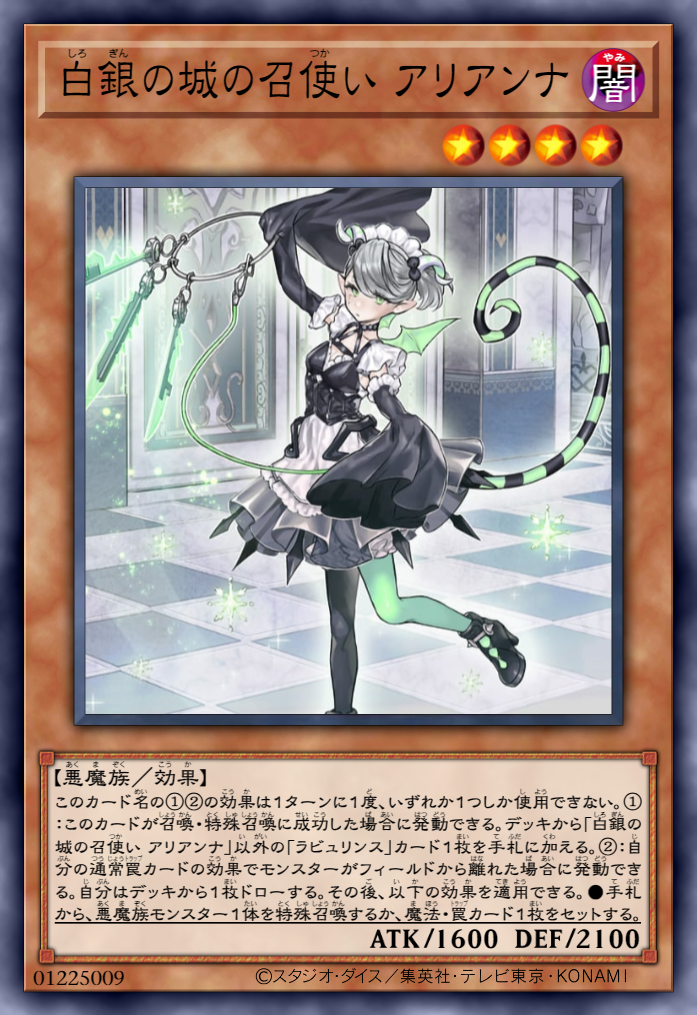 白銀の城の召使い アリアンナ
闇
【悪魔族／効果】
このカード名の①②の効果は1ターンに1度、いずれか1つしか使用できない。①
：このカードが召喚・特殊召喚に成功した場合に発動できる。デッキから「白銀の
城の召使い アリアンナ」以外の「ラビュリンス」カード1枚を手札に加える。②：自
分の通常罠カードの効果でモンスターがフィールドから離れた場合に発動でき
る。自分はデッキから1枚ドローする。その後、以下の効果を適用できる。●手札
から、悪魔族モンスター1体を特殊召喚するか、魔法・罠カード1枚をセットする。
ATK/1600 DEF/2100
01225009 ©スタジオ・ダイス／集英社・テレビ東京・KONAMI